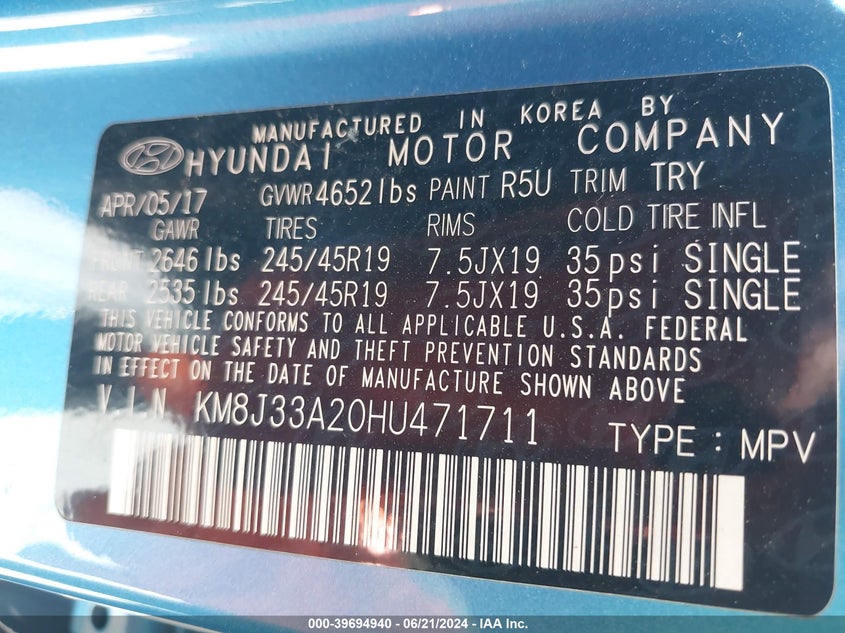 MANUFACTURED IN KOREA BY
HYUNDAI MOTOR COMPANY
APR/05/17 GVWR 4652lbs PAINT R5U TRIM TRY
GAWR TIRES RIMS COLD TIRE INFL
FRONT 2646lbs 245/45R19 7.5JX19 35psi SINGLE
REAR 2535lbs 245/45R19 7.5JX19 35psi SINGLE
THIS VEHICLE CONFORMS TO ALL APPLICABLE U.S.A. FEDERAL
MOTOR VEHICLE SAFETY AND THEFT PREVENTION STANDARDS
IN EFFECT ON THE DATE OF MANUFACTURE SHOWN ABOVE
V.I.N KM8J33A20HU471711 TYPE : MPV
000-39694940 - 06/21/2024 - IAA Inc.